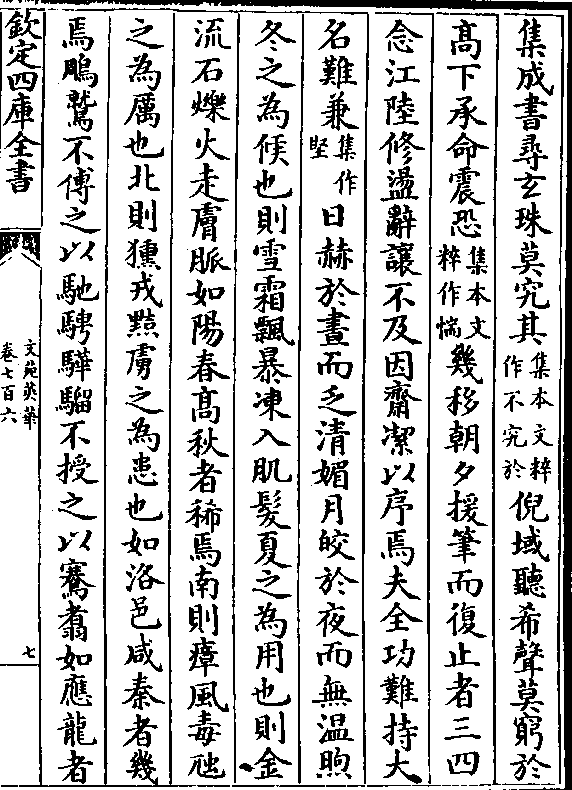 集成書尋玄珠莫究其集本文粹作不究於倪域聽希聲莫窮於
高下承命震恐集本文粹作惴幾移朝夕援筆而復止者三四
念江陸修盪辭讓不及因齋潔以序焉夫全功難持大
名難兼集作堅日赫於晝而乏清媚月皎於夜而無温煦
冬之為候也則雪霜飄暴凍入肌髮夏之為用也則金
流石爍火走膚脈如陽春高秋者稀焉南則瘴風毒虺
之為厲也北則獯戎黠虜之為患也如洛邑咸秦者幾
焉鵰鷲不傅之以馳騁驊騮不授之以騫翥如應龍者
欽定四庫全書
文苑英華
卷七百六
七